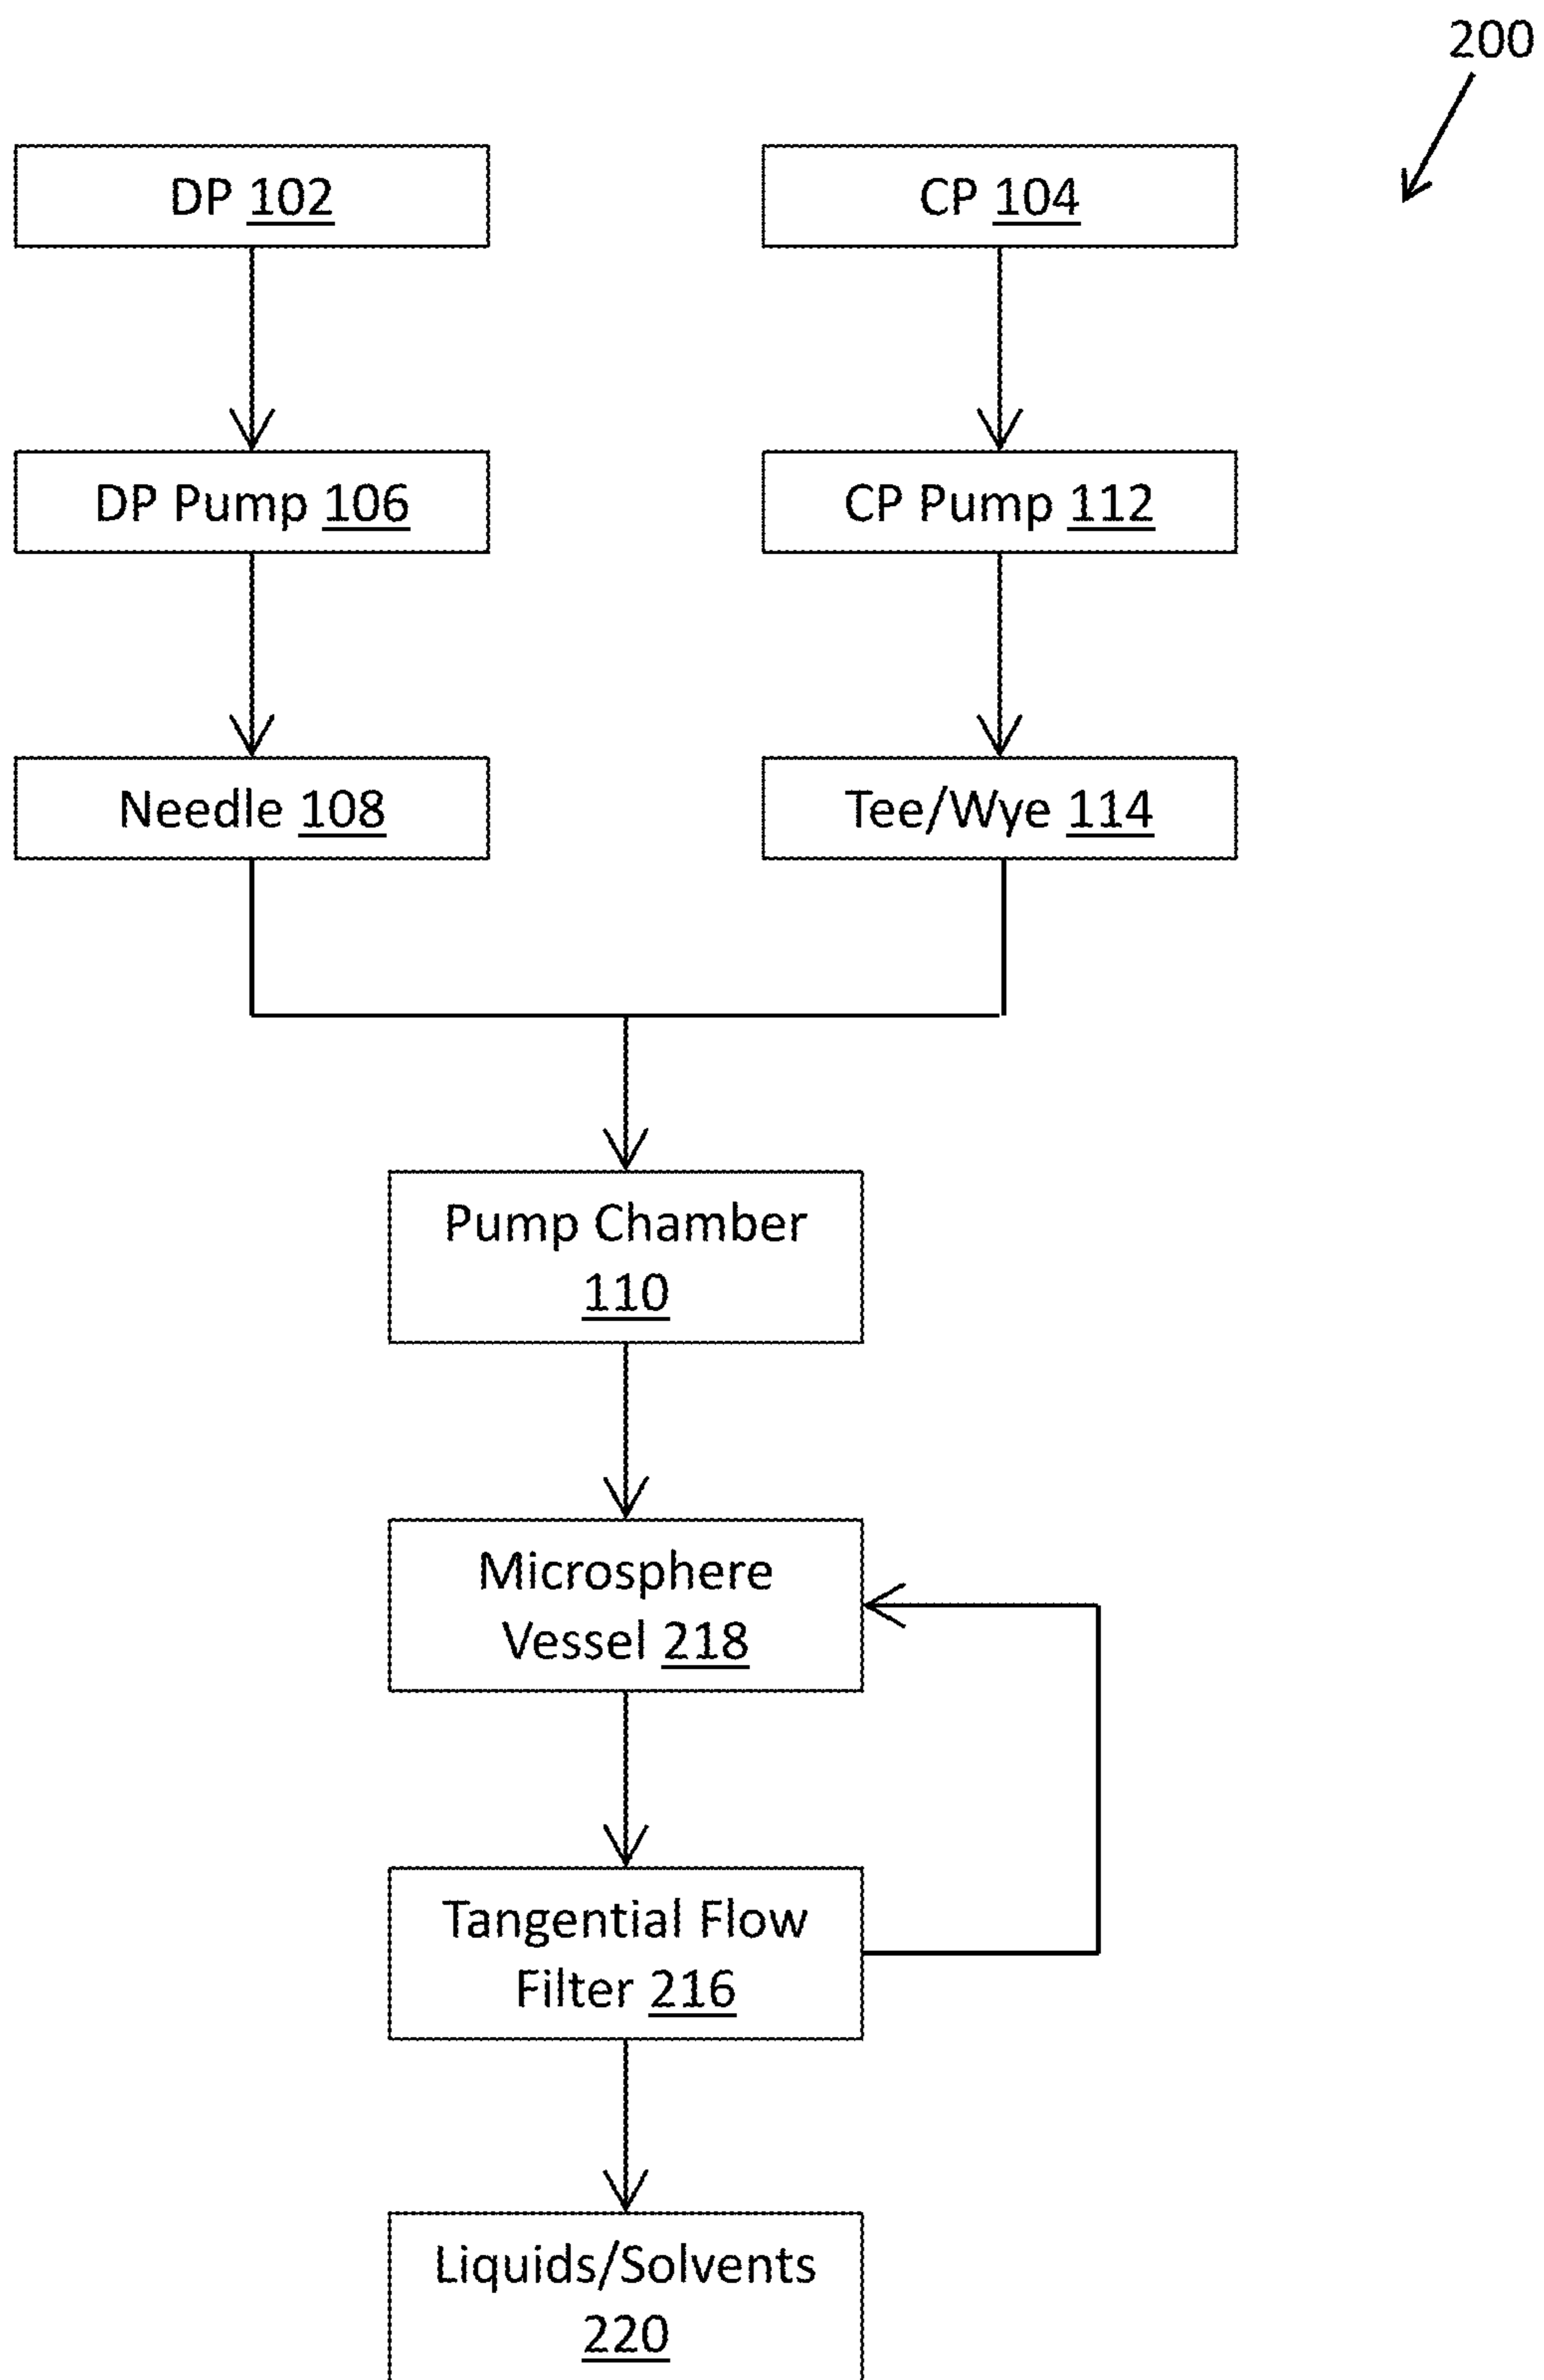 200
DP 102
CP 104
DP Pump 106
CP Pump 112
Needle 108
Tee/Wye 114
Pump Chamber
110
Microsphere
Vessel 218
Tangential Flow
Filter 216
Liquids/Solvents
220